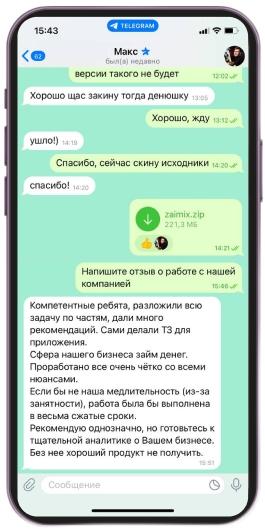 15:43
TELEGRAM
62
Макс
был(а) недавно
версии такого не будет 12:02
Хорошо щас закину тогда денюшку 13:05
Хорошо, жду 13:12
ушло!) 14:19
Спасибо, сейчас скину исходники 14:20
спасибо! 14:20
zaimix.zip
221,3 МБ
14:21
Напишите отзыв о работе с нашей
компанией
15:46
Компетентные ребята, разложили всю
задачу по частям, дали много
рекомендаций. Сами делали ТЗ для
приложения.
Сфера нашего бизнеса займ денег.
Проработано все очень чётко со всеми
нюансами.
Если бы не наша медлительность (из-за
занятности), работа была бы выполнена
в весьма сжатые сроки.
Рекомендую однозначно, но готовьтесь к
тщательной аналитике о Вашем бизнесе.
Без нее хороший продукт не получить.
15:51
Сообщение